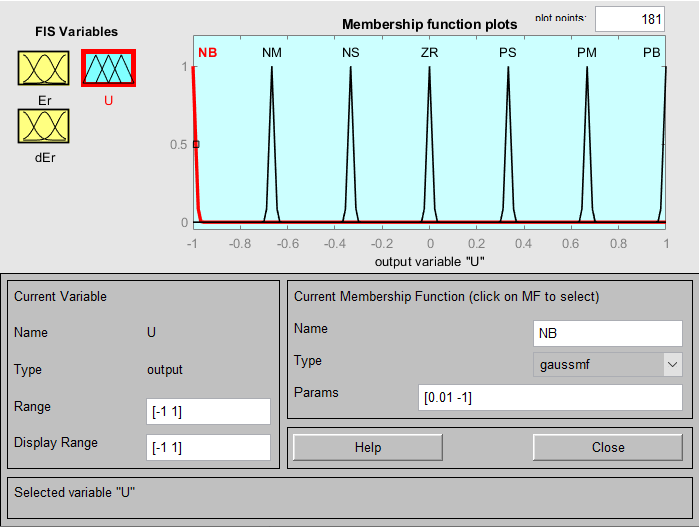 FIS Variables
Er
U
dEr
Membership function plots
plot points:
181
NB NM NS ZR PS PM PB
1
0.5
0
-1 -0.8 -0.6 -0.4 -0.2 0 0.2 0.4 0.6 0.8 1
output variable "U"
Current Variable
Name U
Type output
Range [-1 1]
Display Range [-1 1]
Current Membership Function (click on MF to select)
Name NB
Type gaussmf
Params [0.01 -1]
Help Close
Selected variable "U"